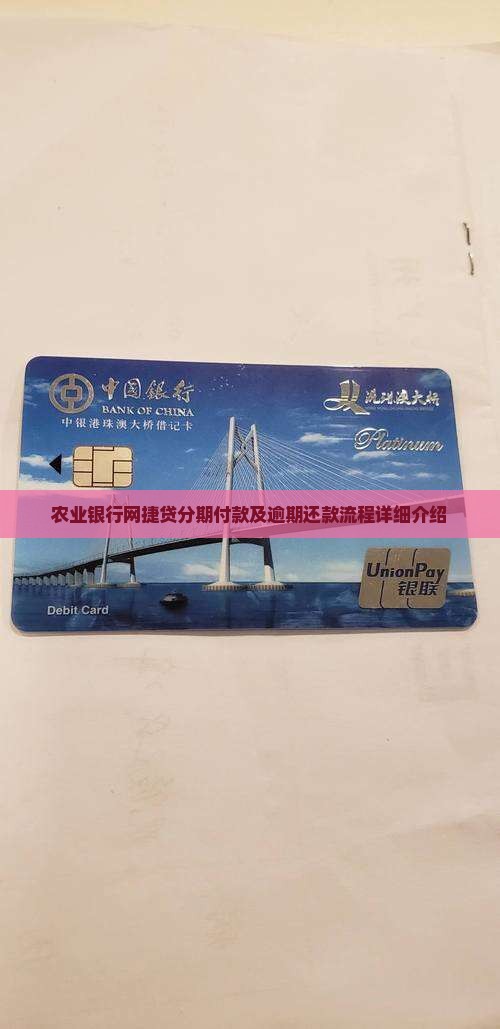 中国银行
BANK OF CHINA
中银港珠澳大桥借记卡
港珠澳大桥
Platinum
农业银行网捷贷分期付款及逾期还款流程详细介绍
UnionPay
银联
Debit Card